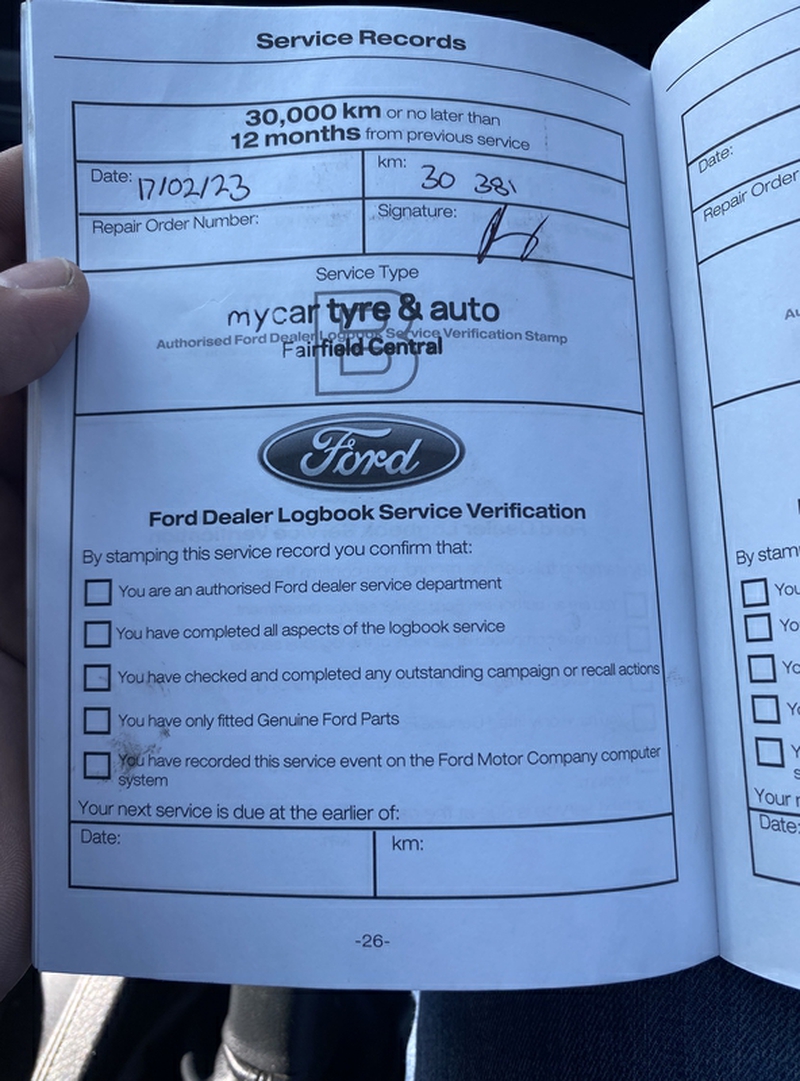 Service Records
30,000 km or no later than
12 months from previous service
Date: 17/02/23
km: 30 381
Repair Order Number:
Signature:
Service Type
B
mycar tyre & auto
Authorised Ford Dealer Logbook Service Verification Stamp
Fairfield Central
Ford
Ford Dealer Logbook Service Verification
By stamping this service record you confirm that:
You are an authorised Ford dealer service department
You have completed all aspects of the logbook service
You have checked and completed any outstanding campaign or recall actions
You have only fitted Genuine Ford Parts
You have recorded this service event on the Ford Motor Company computer
system
Your next service is due at the earlier of:
Date:
km:
-26-
Date:
Repair Order
By stam
Your
Date: